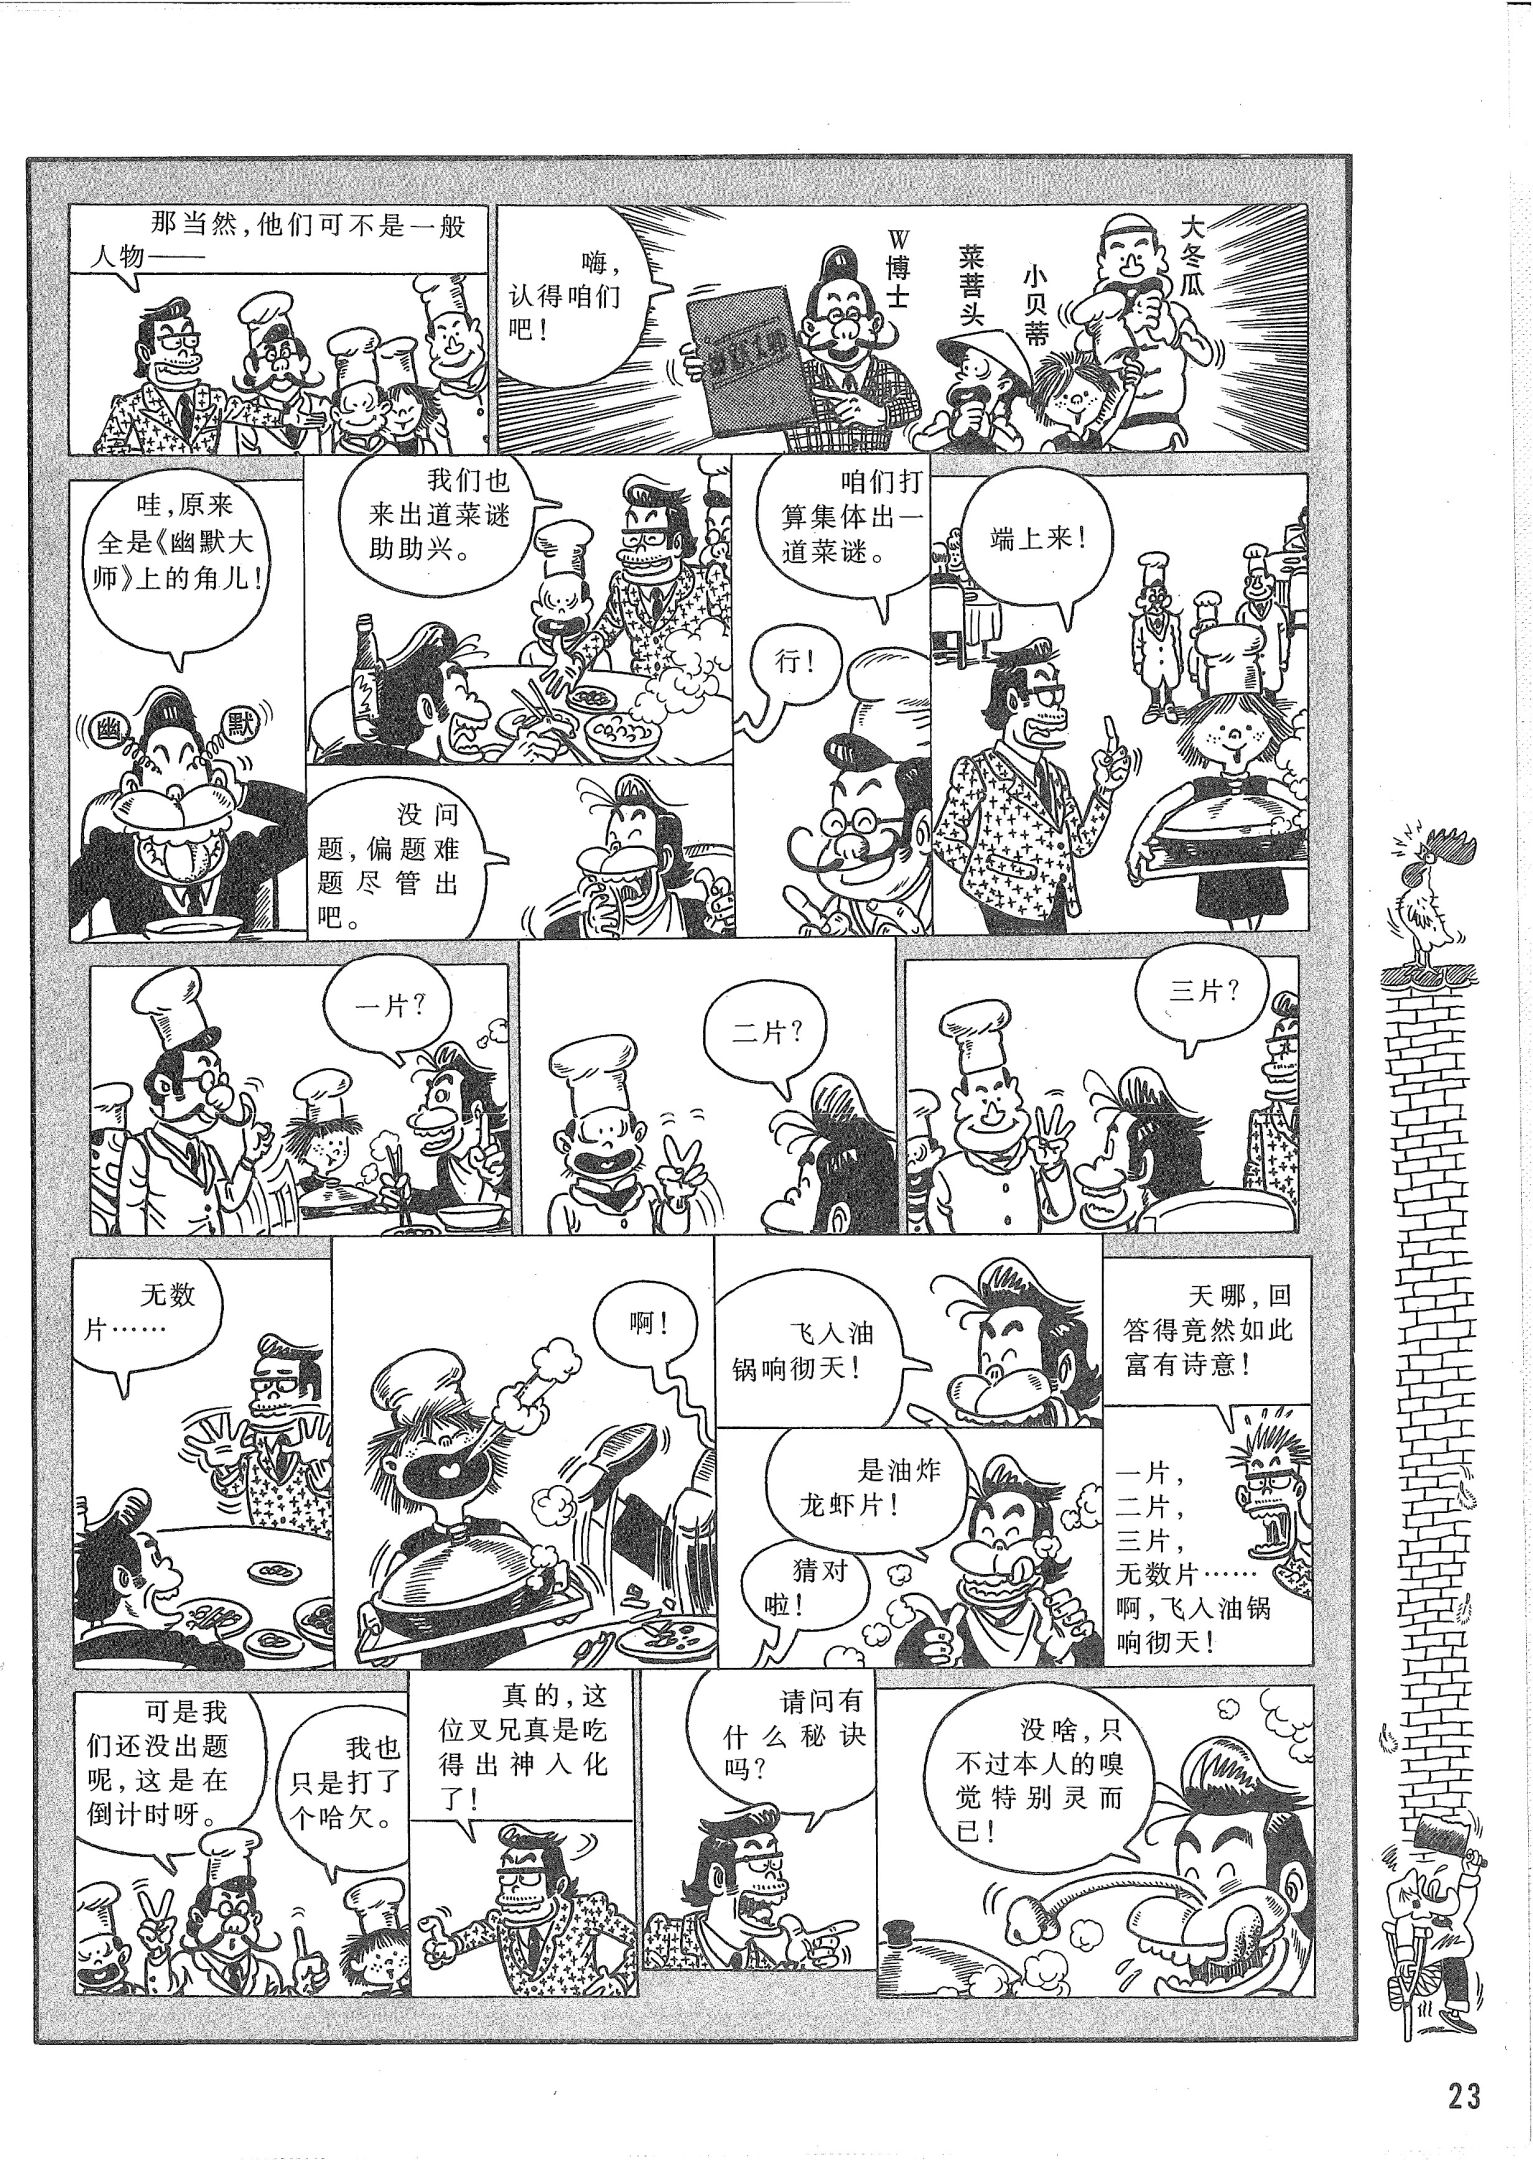 那当然，他们可不是一般
人物——
嗨，
认得咱们
吧！
W博士
菜菩头
小贝蒂
大冬瓜
哇，原来
全是《幽默大
师》上的角儿！
幽
默
我们也
来出道菜谜
助助兴。
没问
题，偏题难
题尽管出
吧。
咱们打
算集体出一
道菜谜。
行！
端上来！
一片？
二片？
三片？
无数
片……
啊！
飞入油
锅响彻天！
是油炸
龙虾片！
猜对
啦！
天哪，回
答得竟然如此
富有诗意！
一片，
二片，
三片，
无数片……
啊，飞入油锅
响彻天！
可是我
们还没出题
呢，这是在
倒计时呀。
我也
只是打了
个哈欠。
真的，这
位叉兄真是吃
得出神入化
了！
请问有
什么秘诀
吗？
没啥，只
不过本人的嗅
觉特别灵而
已！
23